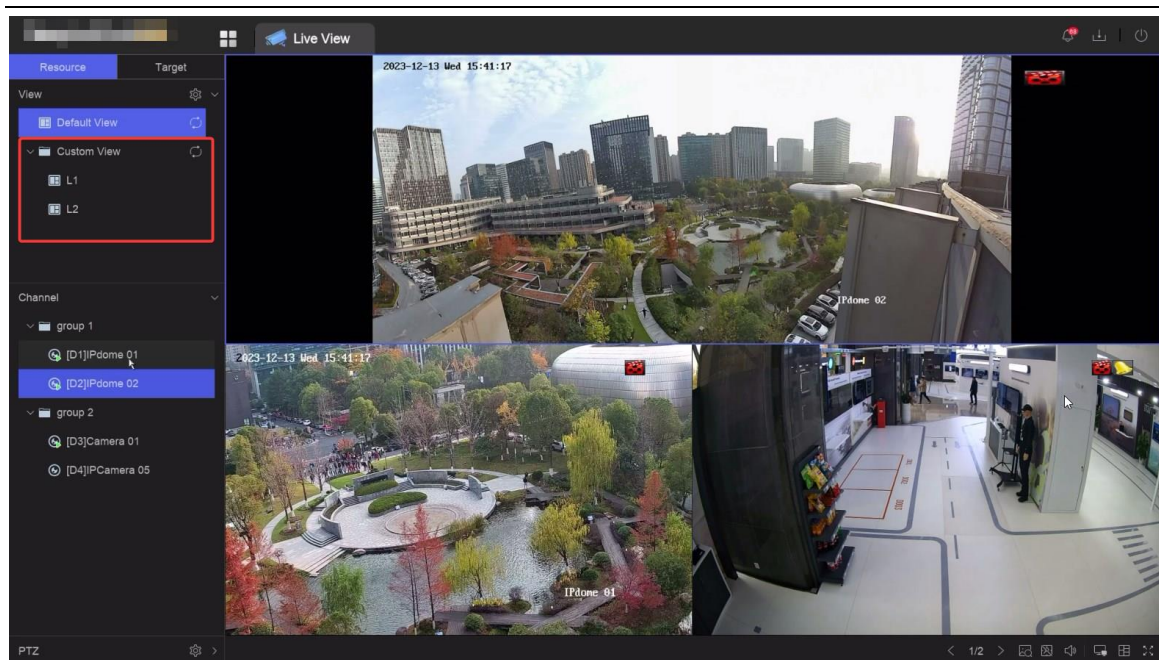 Live View
Resource
Target
View
Default View
Custom View
L1
L2
Channel
group 1
[D1]IPdome 01
[D2]IPdome 02
group 2
[D3]Camera 01
[D4]IPCamera 05
PTZ
2023-12-13 Wed 15:41:17
IPdome 02
2023-12-13 Wed 15:41:17
IPdome 01
1/2